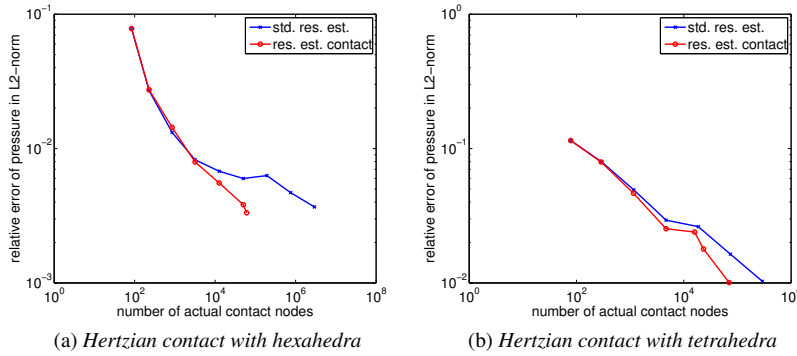 relative error of pressure in L2-norm
10^-1
10^-2
10^-3
10^0 10^2 10^4 10^6 10^8
number of actual contact nodes
std. res. est.
res. est. contact
(a) Hertzian contact with hexahedra
relative error of pressure in L2-norm
10^0
10^-1
10^-2
10^0 10^2 10^4 10^6
number of actual contact nodes
std. res. est.
res. est. contact
(b) Hertzian contact with tetrahedra